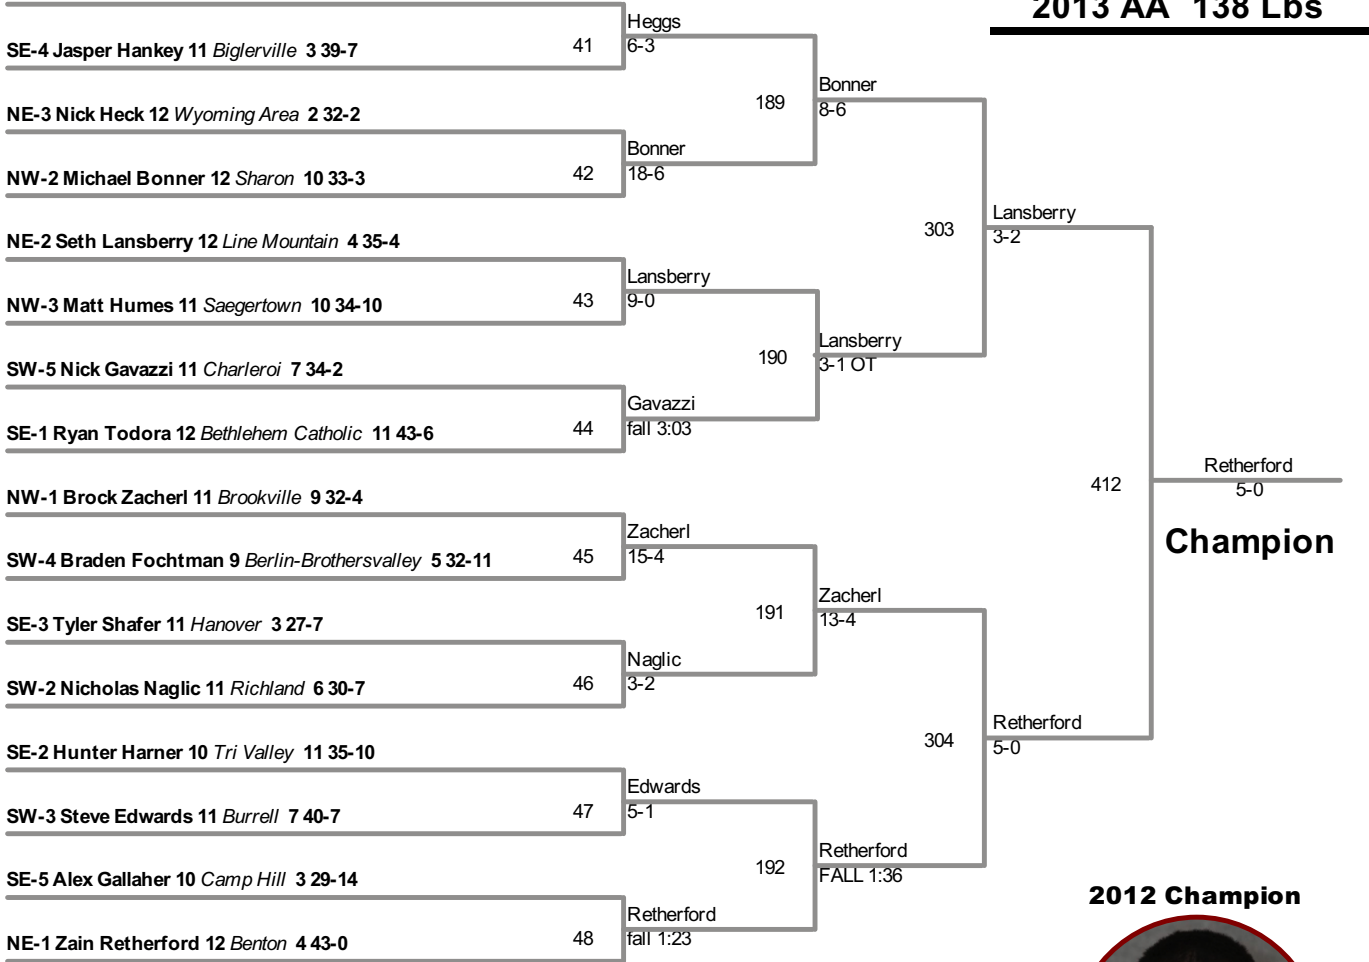 2013 AA 138 Lbs
SE-4 Jasper Hankey 11 Biglerville 3 39-7
41
Heggs
6-3
NE-3 Nick Heck 12 Wyoming Area 2 32-2
NW-2 Michael Bonner 12 Sharon 10 33-3
42
Bonner
18-6
189
Bonner
8-6
NE-2 Seth Lansberry 12 Line Mountain 4 35-4
NW-3 Matt Humes 11 Saegertown 10 34-10
43
Lansberry
9-0
SW-5 Nick Gavazzi 11 Charleroi 7 34-2
SE-1 Ryan Todora 12 Bethlehem Catholic 11 43-6
44
Gavazzi
fall 3:03
190
Lansberry
3-1 OT
303
Lansberry
3-2
NW-1 Brock Zacherl 11 Brookville 9 32-4
SW-4 Braden Fochtman 9 Berlin-Brothersvalley 5 32-11
45
Zacherl
15-4
SE-3 Tyler Shafer 11 Hanover 3 27-7
SW-2 Nicholas Naglic 11 Richland 6 30-7
46
Naglic
3-2
191
Zacherl
13-4
SE-2 Hunter Harner 10 Tri Valley 11 35-10
SW-3 Steve Edwards 11 Burrell 7 40-7
47
Edwards
5-1
SE-5 Alex Gallaher 10 Camp Hill 3 29-14
NE-1 Zain Retherford 12 Benton 4 43-0
48
Retherford
fall 1:23
192
Retherford
FALL 1:36
304
Retherford
5-0
412
Retherford
5-0
Champion
2012 Champion